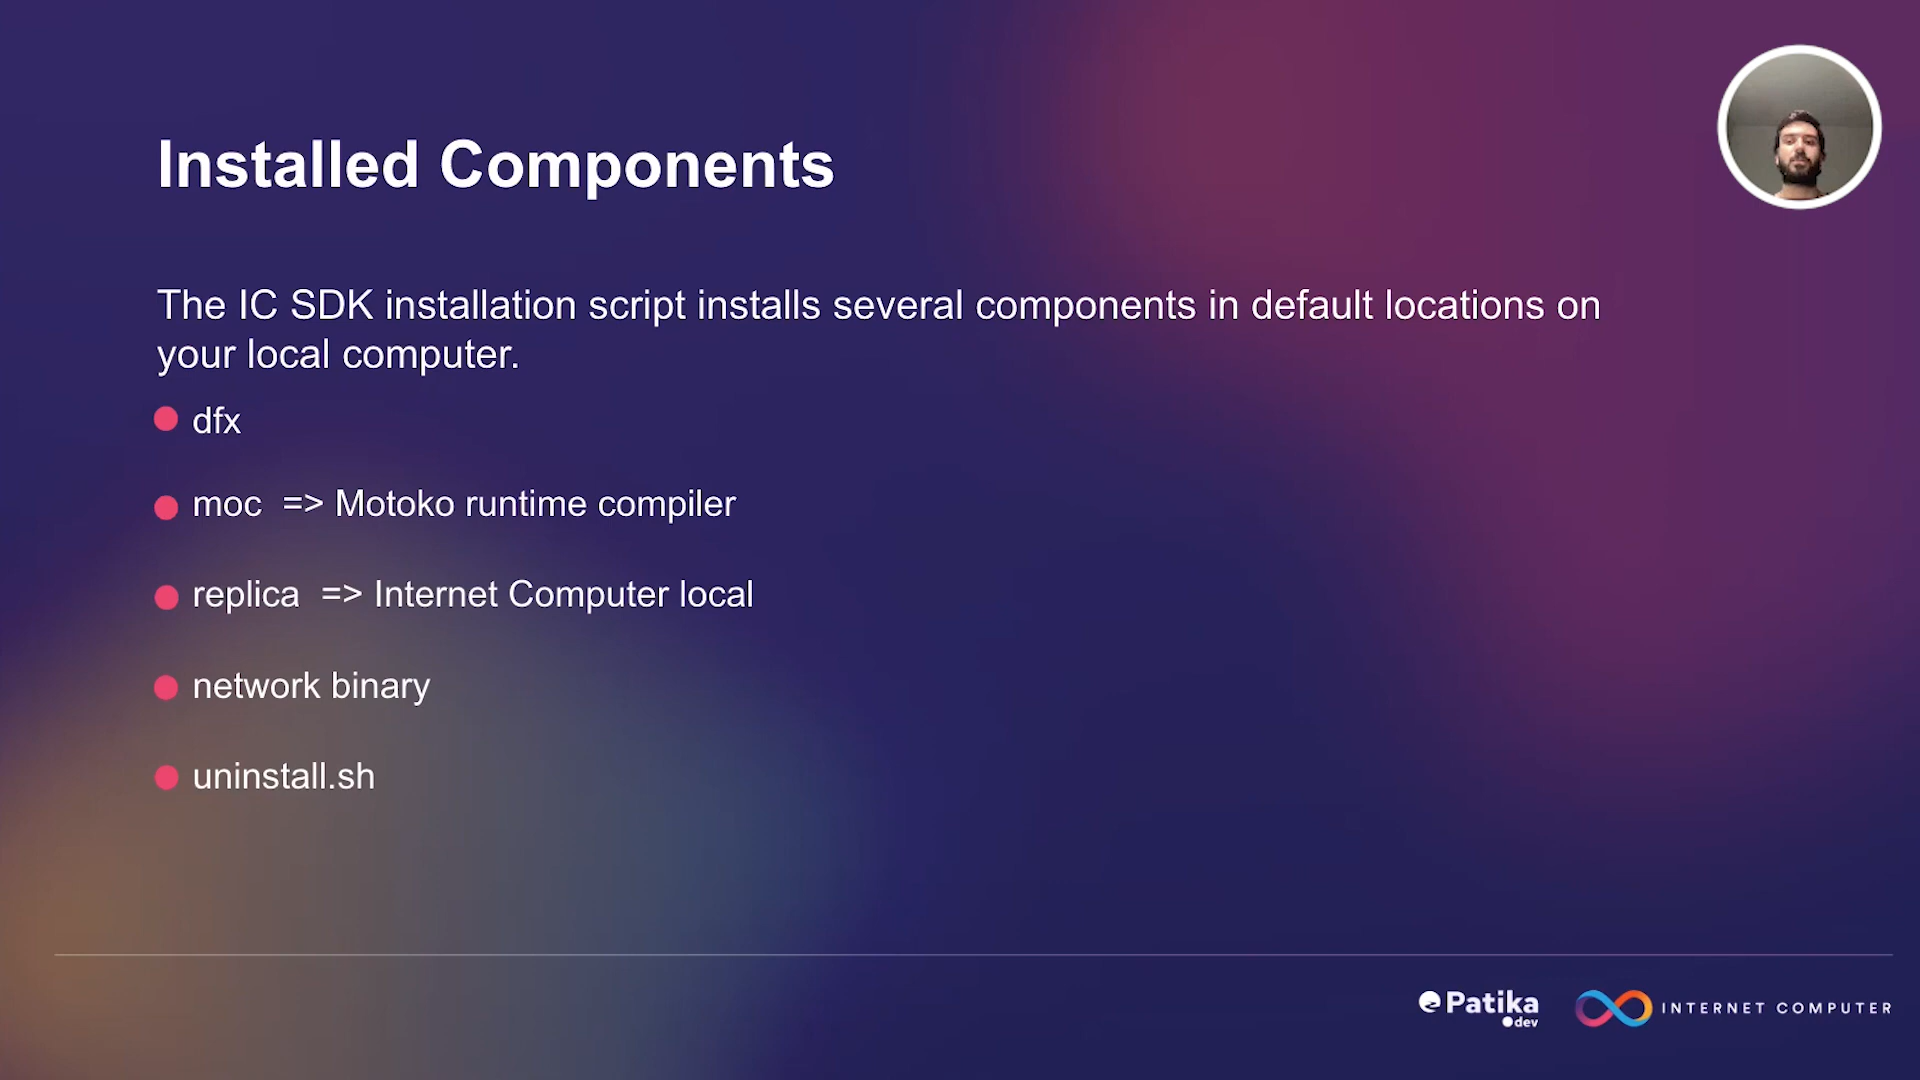 Installed Components
The IC SDK installation script installs several components in default locations on
your local computer.
dfx
moc => Motoko runtime compiler
replica => Internet Computer local
network binary
uninstall.sh
Patika
dev
INTERNET COMPUTER